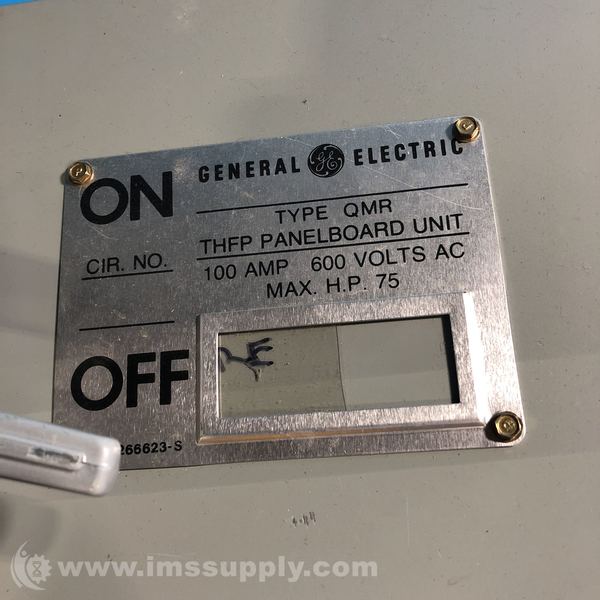 ON
GENERAL GE ELECTRIC
TYPE QMR
THFP PANELBOARD UNIT
CIR. NO.
100 AMP 600 VOLTS AC
MAX. H.P. 75
OFF
266623-S
www.imssupply.com